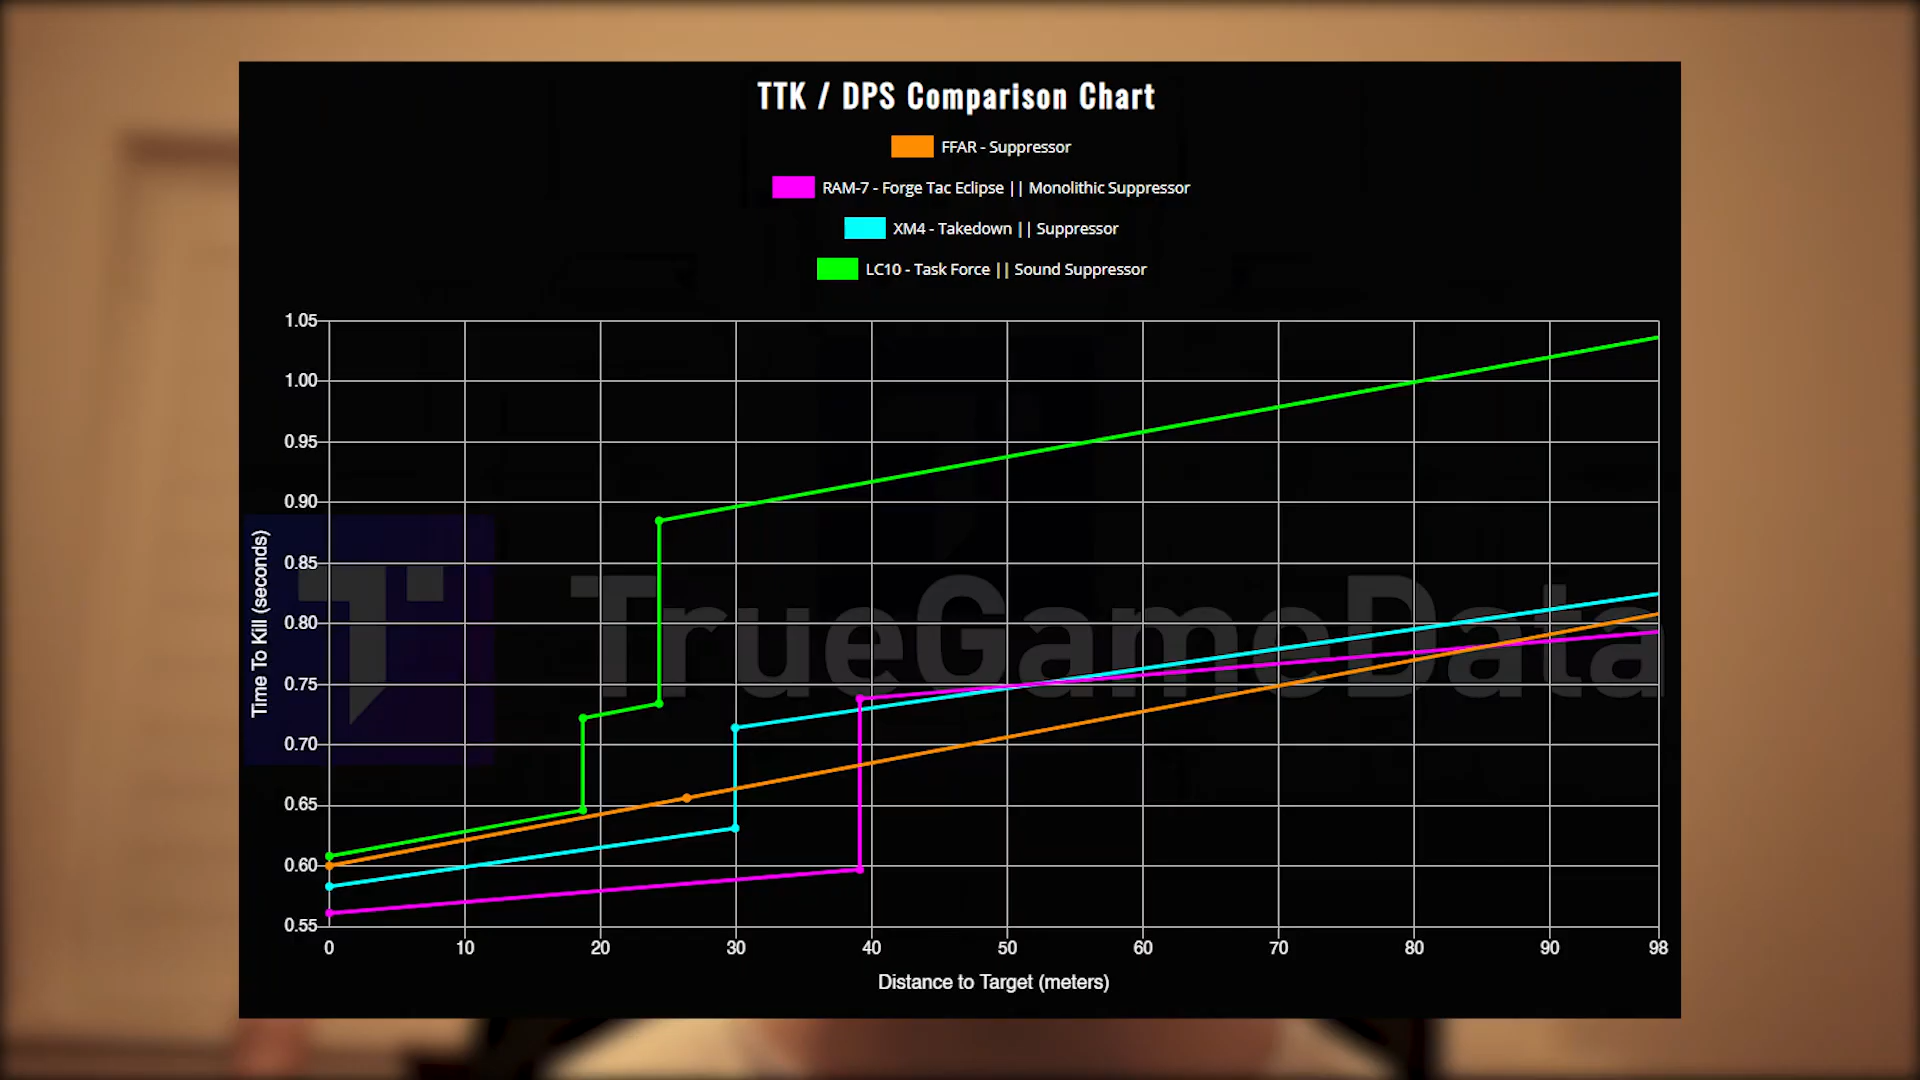 TTK / DPS Comparison Chart
FFAR - Suppressor
RAM-7 - Forge Tac Eclipse || Monolithic Suppressor
XM4 - Takedown || Suppressor
LC10 - Task Force || Sound Suppressor
1.05
1.00
0.95
0.90
0.85
0.80
0.75
0.70
0.65
0.60
0.55
Time To Kill (seconds)
TrueGameData
0 10 20 30 40 50 60 70 80 90 98
Distance to Target (meters)